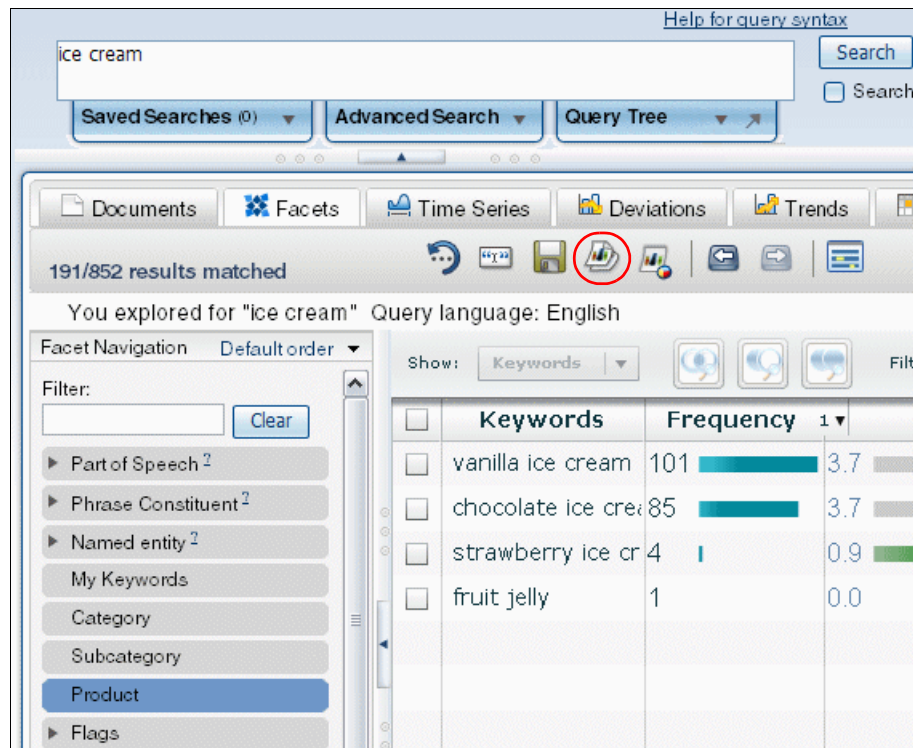 Help for query syntax
ice cream
Search
Search
Saved Searches (0)
Advanced Search
Query Tree
Documents
Facets
Time Series
Deviations
Trends
191/852 results matched
You explored for "ice cream" Query language: English
Facet Navigation Default order
Show: Keywords
Filt
Filter:
Clear
Keywords Frequency 1
Part of Speech ?
vanilla ice cream 101 3.7
Phrase Constituent ?
chocolate ice crea 85 3.7
Named entity ?
strawberry ice cr 4 0.9
My Keywords
fruit jelly 1 0.0
Category
Subcategory
Product
Flags